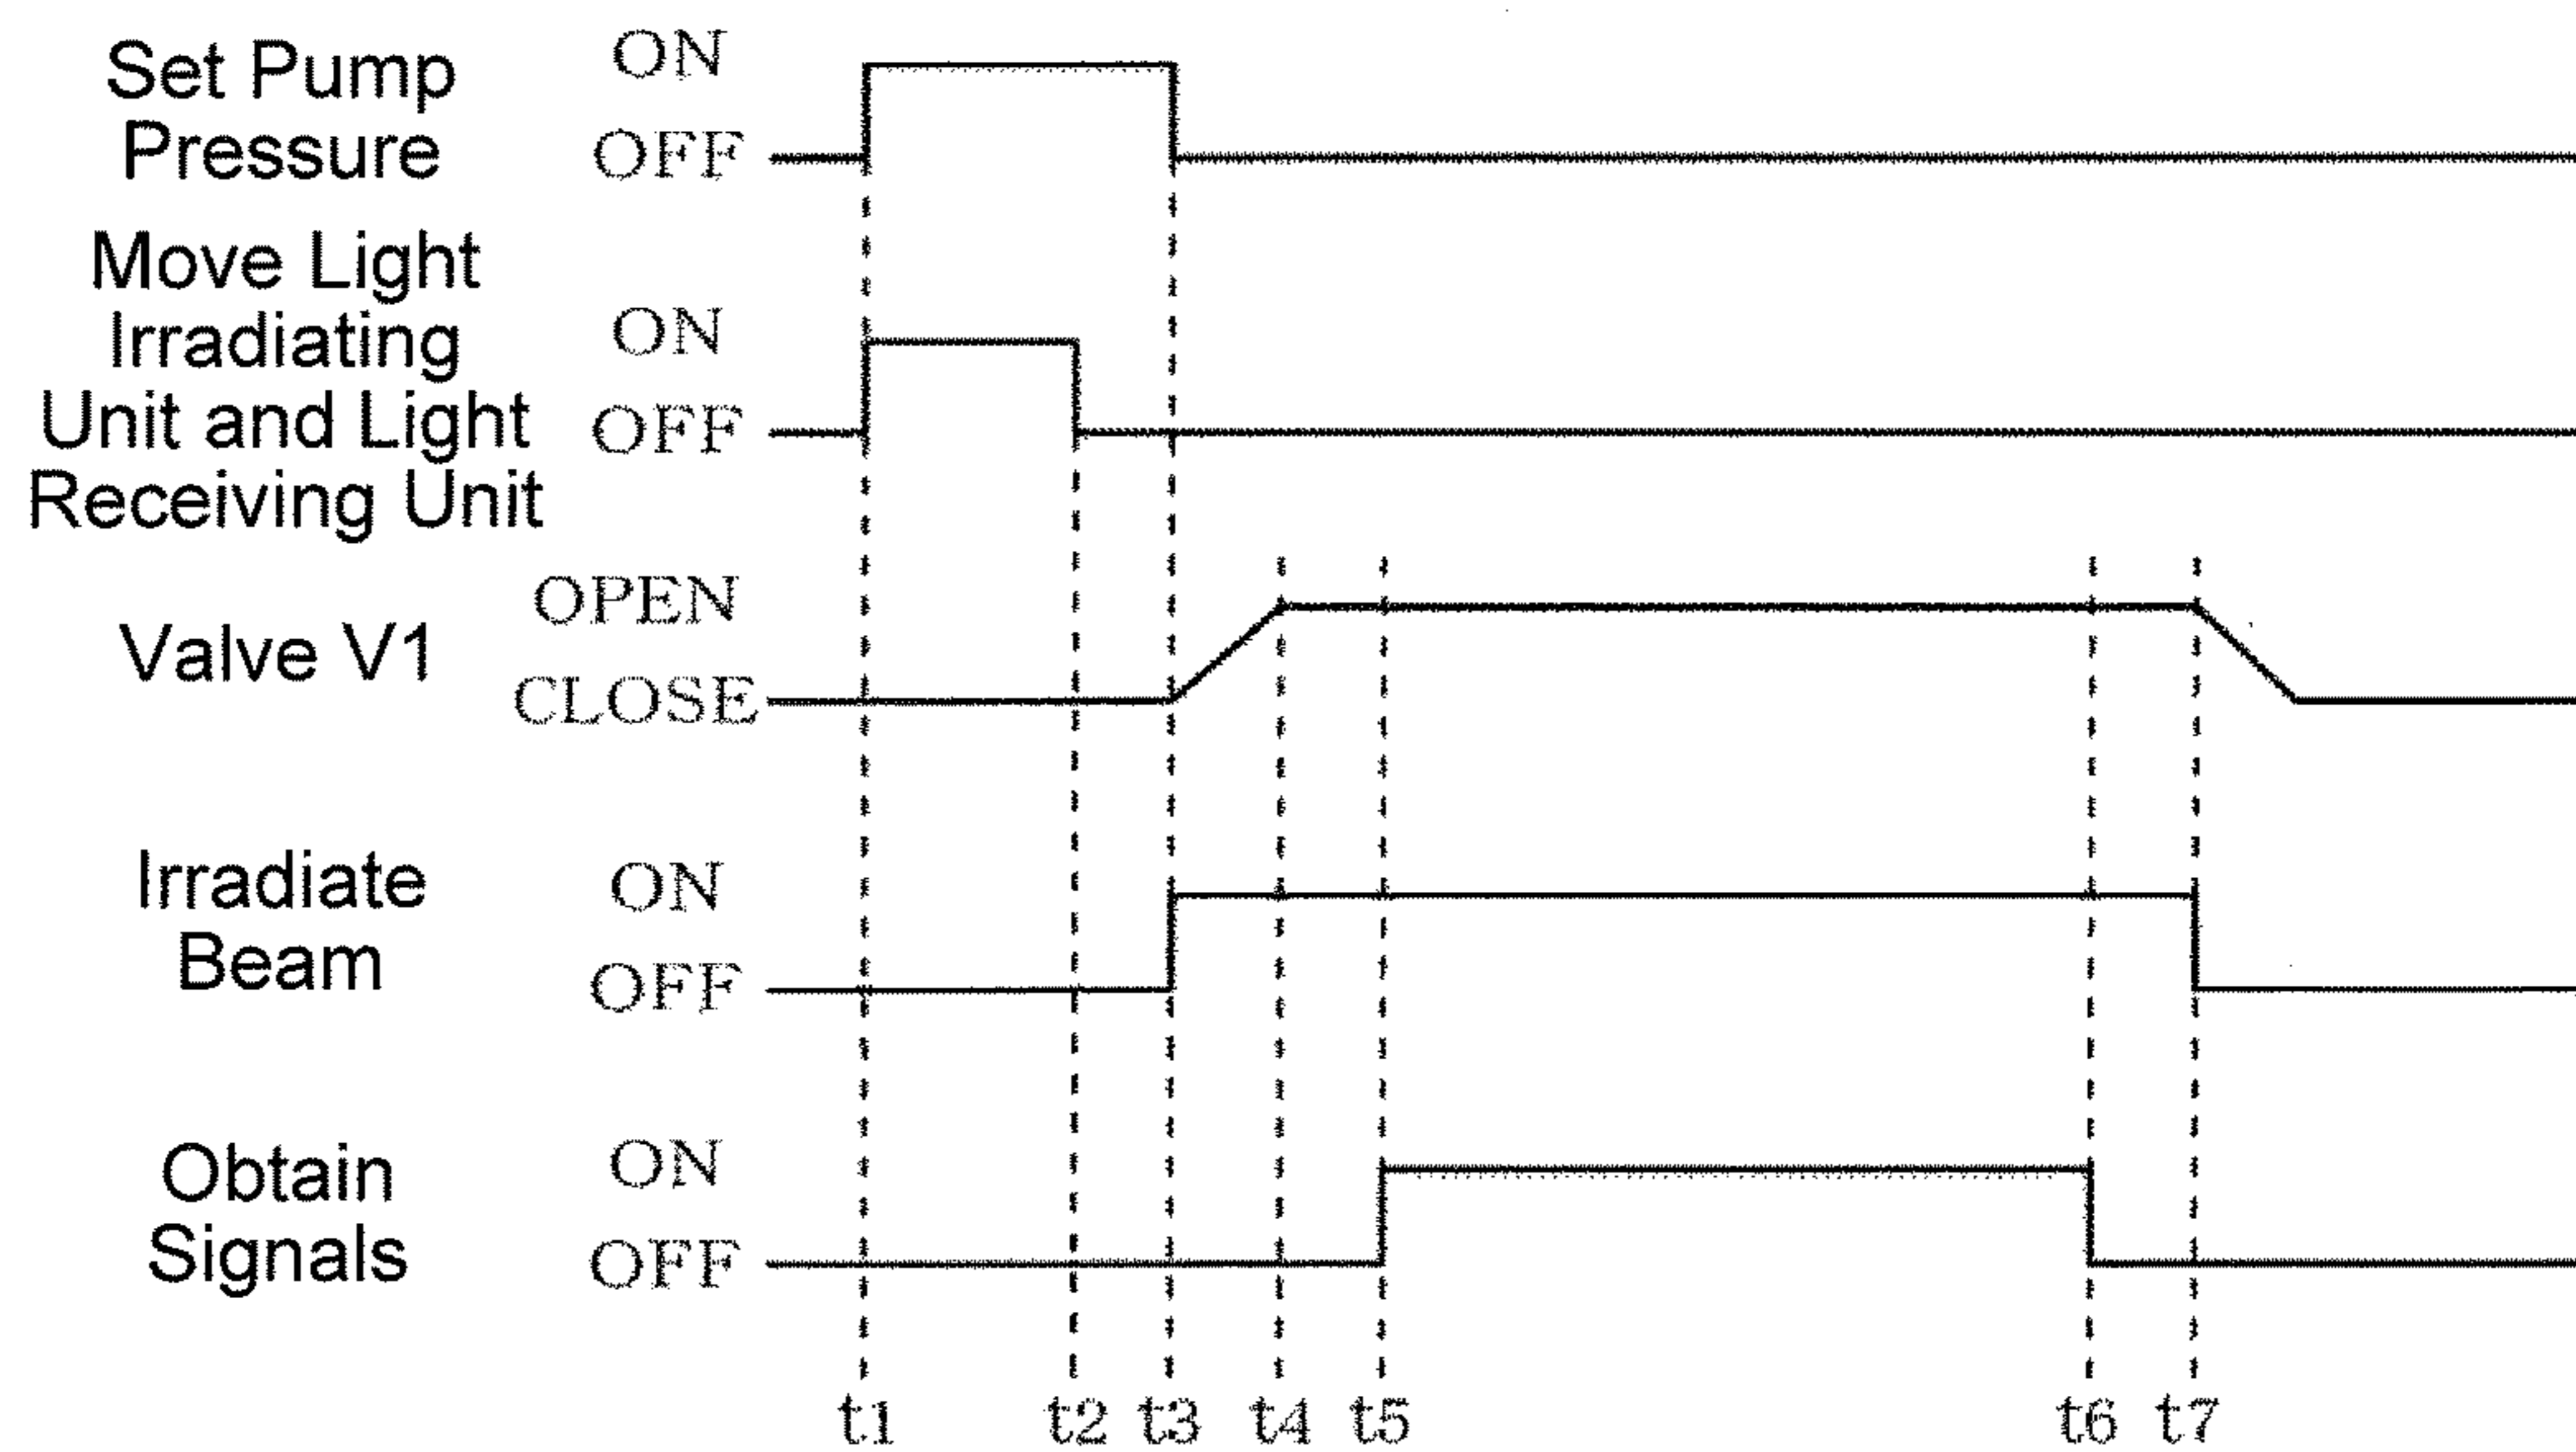 Set Pump
Pressure
ON
OFF
Move Light
Irradiating
Unit and Light
Receiving Unit
ON
OFF
Valve V1
OPEN
CLOSE
Irradiate
Beam
ON
OFF
Obtain
Signals
ON
OFF
t1 t2 t3 t4 t5 t6 t7